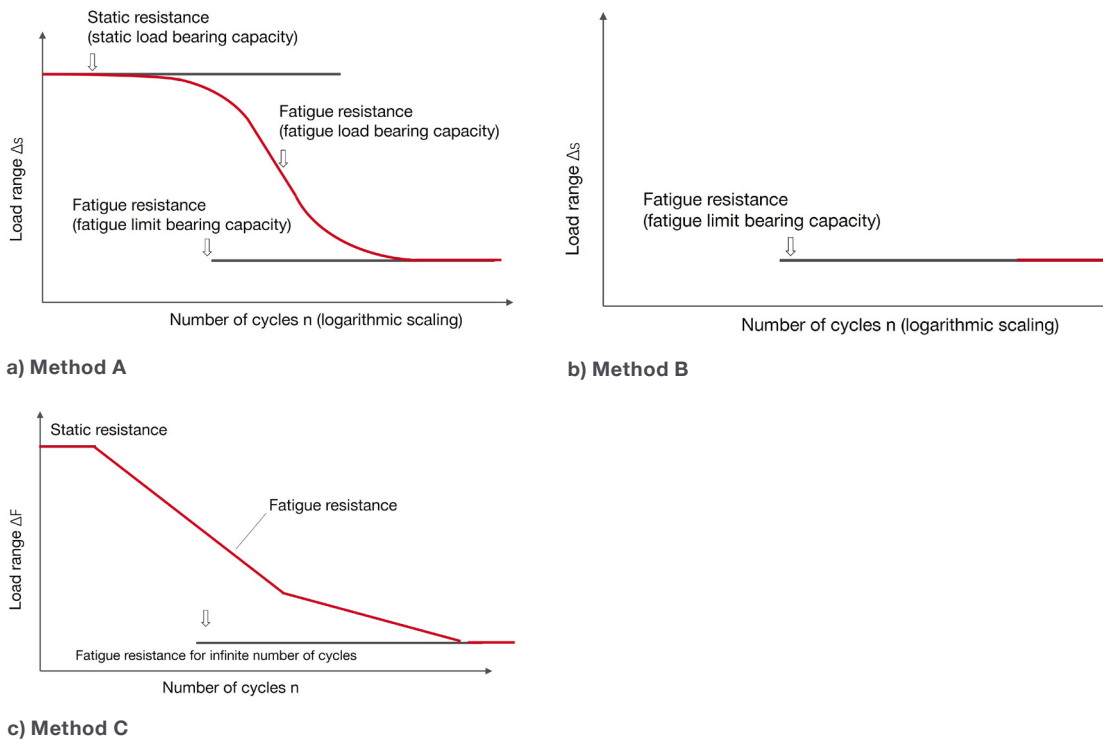 Static resistance
(static load bearing capacity)
Fatigue resistance
(fatigue load bearing capacity)
Fatigue resistance
(fatigue limit bearing capacity)
Load range Δs
Number of cycles n (logarithmic scaling)
a) Method A
Fatigue resistance
(fatigue limit bearing capacity)
Load range Δs
Number of cycles n (logarithmic scaling)
b) Method B
Static resistance
Fatigue resistance
Load range ΔF
Fatigue resistance for infinite number of cycles
Number of cycles n
c) Method C